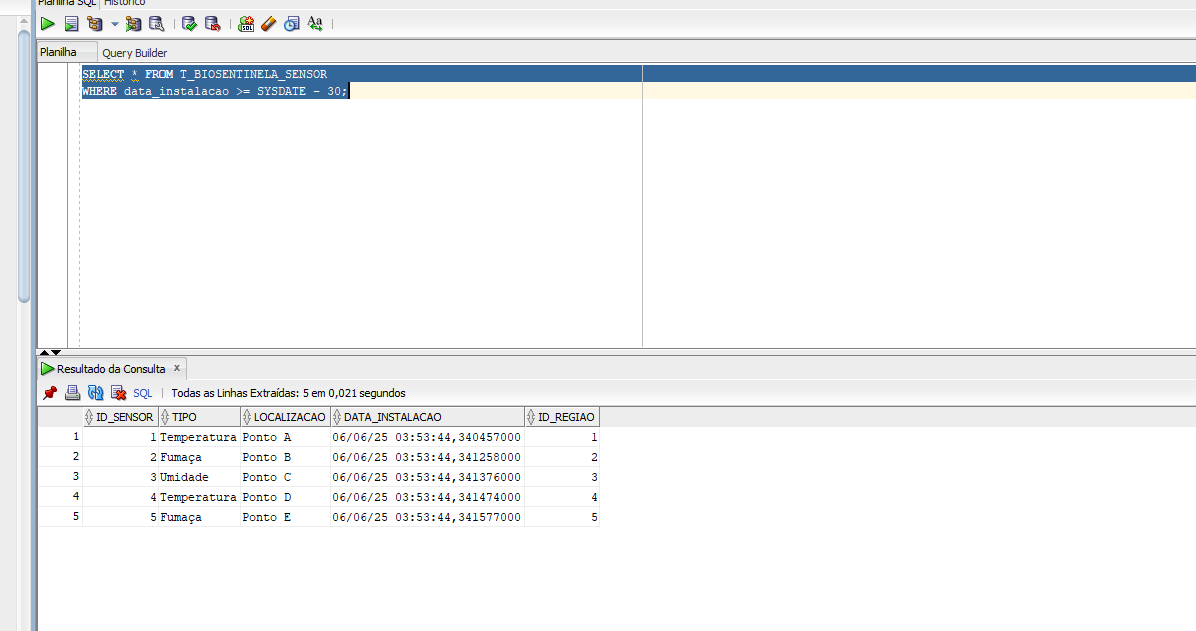 Planilha SQL Histórico
Planilha Query Builder
SELECT * FROM T_BIOSENTINELA_SENSOR
WHERE data_instalacao >= SYSDATE - 30;
Resultado da Consulta x
SQL Todas as Linhas Extraídas: 5 em 0,021 segundos
ID_SENSOR TIPO LOCALIZACAO DATA_INSTALACAO ID_REGIAO
1 1 Temperatura Ponto A 06/06/25 03:53:44,340457000 1
2 2 Fumaça Ponto B 06/06/25 03:53:44,341258000 2
3 3 Umidade Ponto C 06/06/25 03:53:44,341376000 3
4 4 Temperatura Ponto D 06/06/25 03:53:44,341474000 4
5 5 Fumaça Ponto E 06/06/25 03:53:44,341577000 5